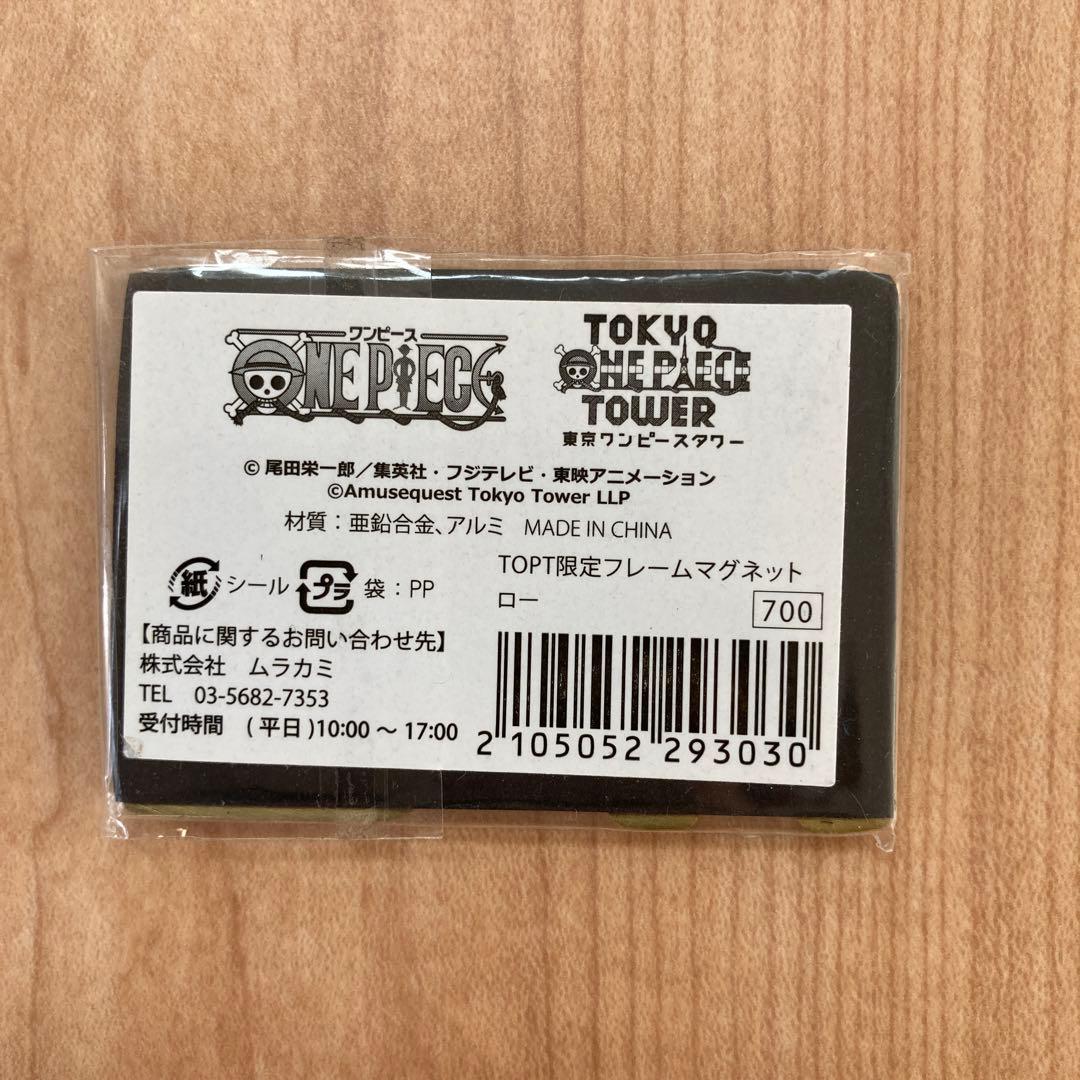 ワンピース
ONE PIECE
TOKYO
ONE PIECE
TOWER
東京ワンピースタワー
© 尾田栄一郎／集英社・フジテレビ・東映アニメーション
©Amusequest Tokyo Tower LLP
材質：亜鉛合金、アルミ MADE IN CHINA
紙 シール プラ 袋：PP
TOPT限定フレームマグネット
ロー
700
【商品に関するお問い合わせ先】
株式会社 ムラカミ
TEL 03-5682-7353
受付時間 (平日)10:00～17:00
2 105052 293030